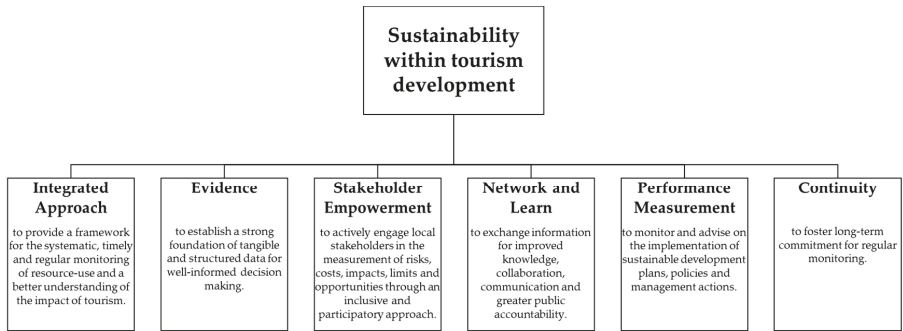 Sustainability
within tourism
development
Integrated
Approach
to provide a framework
for the systematic, timely
and regular monitoring
of resource-use and a
better understanding of
the impact of tourism.
Evidence
to establish a strong
foundation of tangible
and structured data for
well-informed decision
making.
Stakeholder
Empowerment
to actively engage local
stakeholders in the
measurement of risks,
costs, impacts, limits and
opportunities through an
inclusive and
participatory approach.
Network and
Learn
to exchange information
for improved
knowledge,
collaboration,
communication and
greater public
accountability.
Performance
Measurement
to monitor and advise on
the implementation of
sustainable development
plans, policies and
management actions.
Continuity
to foster long-term
commitment for regular
monitoring.